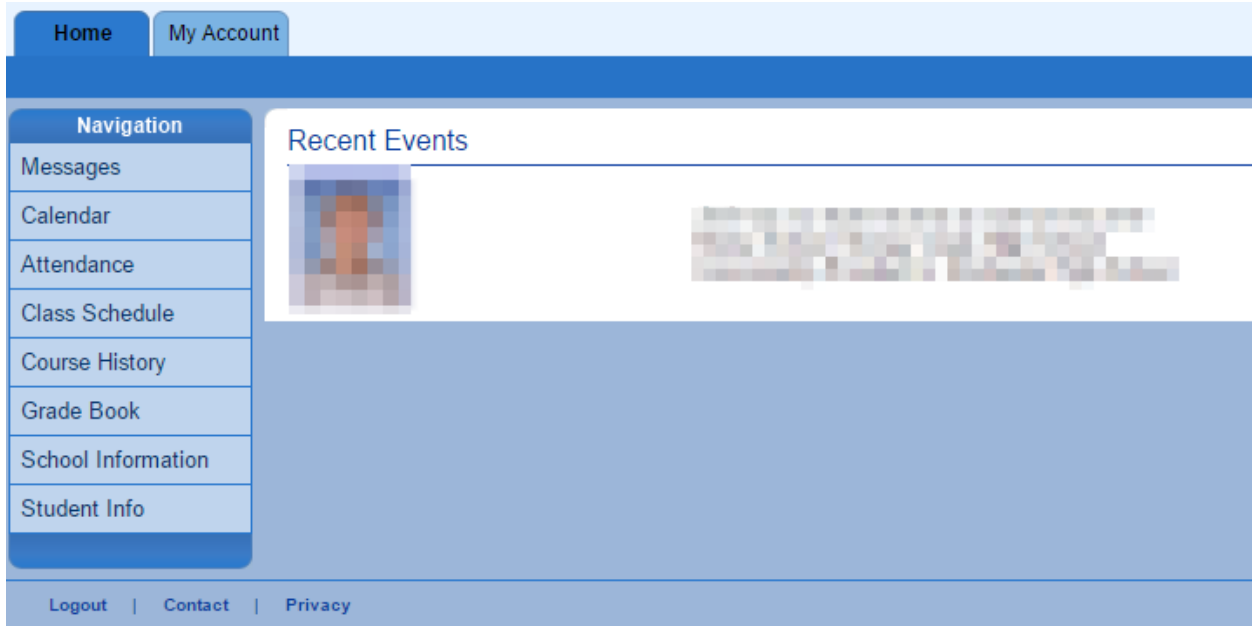 Home My Account
Navigation
Messages
Calendar
Attendance
Class Schedule
Course History
Grade Book
School Information
Student Info
Recent Events
Logout | Contact | Privacy